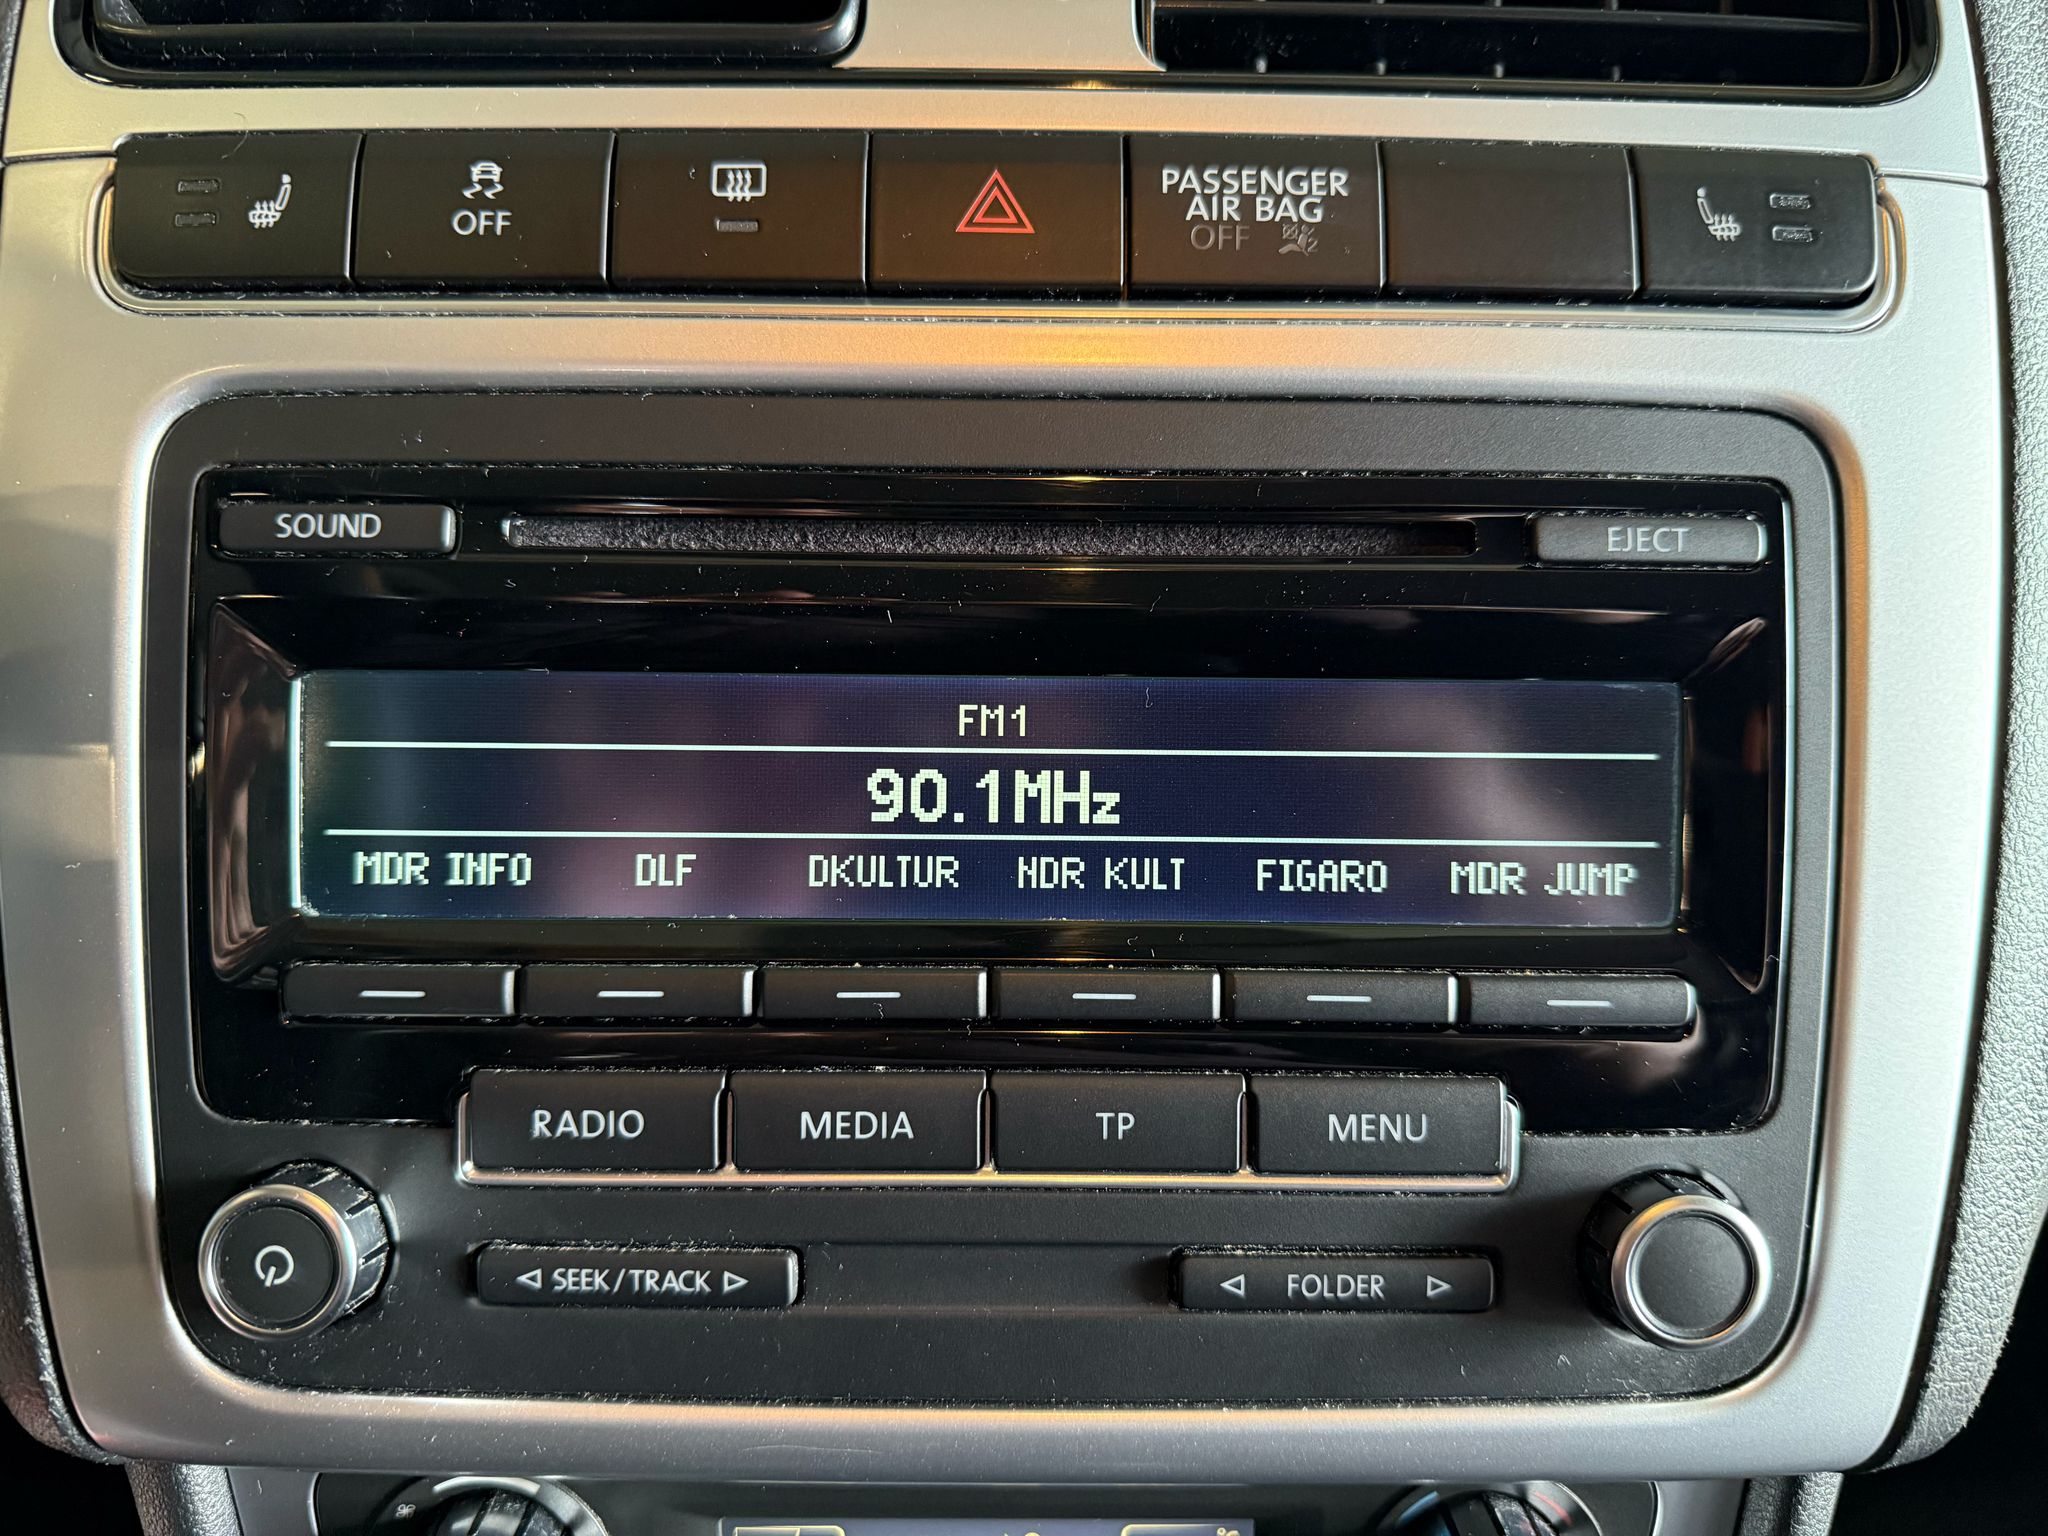 OFF
PASSENGER
AIR BAG
OFF
SOUND
EJECT
FM1
90.1MHz
MDR INFO DLF DKULTUR NDR KULT FIGARO MDR JUMP
RADIO MEDIA TP MENU
SEEK/TRACK FOLDER